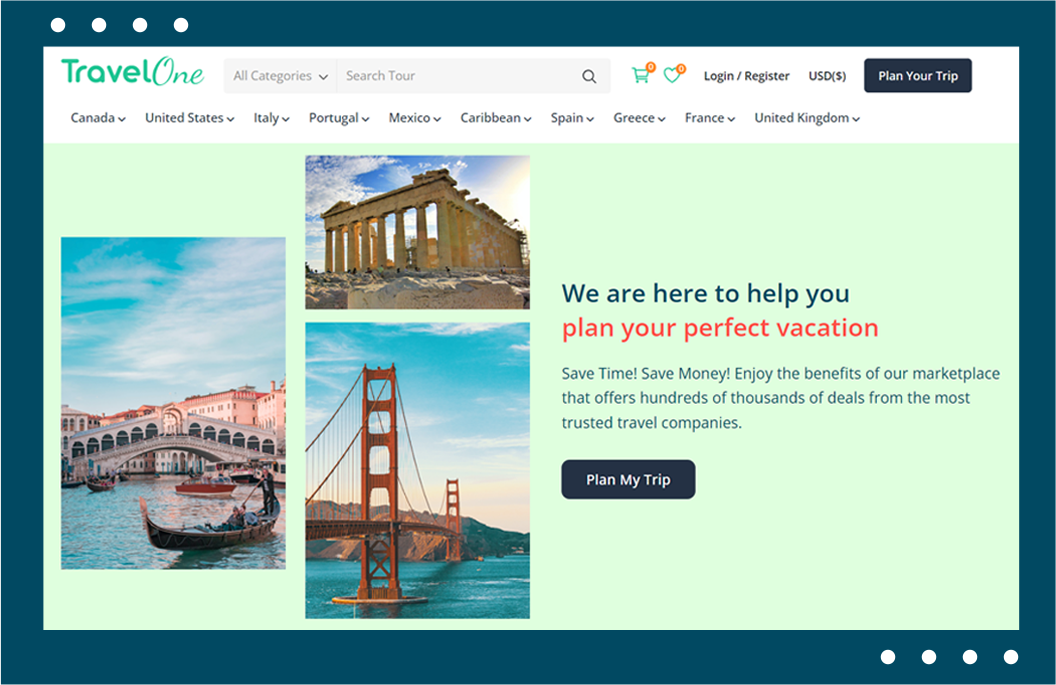 TravelOne
All Categories
Search Tour
0
0
Login / Register
USD($)
Plan Your Trip
Canada
United States
Italy
Portugal
Mexico
Caribbean
Spain
Greece
France
United Kingdom
We are here to help you
plan your perfect vacation
Save Time! Save Money! Enjoy the benefits of our marketplace
that offers hundreds of thousands of deals from the most
trusted travel companies.
Plan My Trip